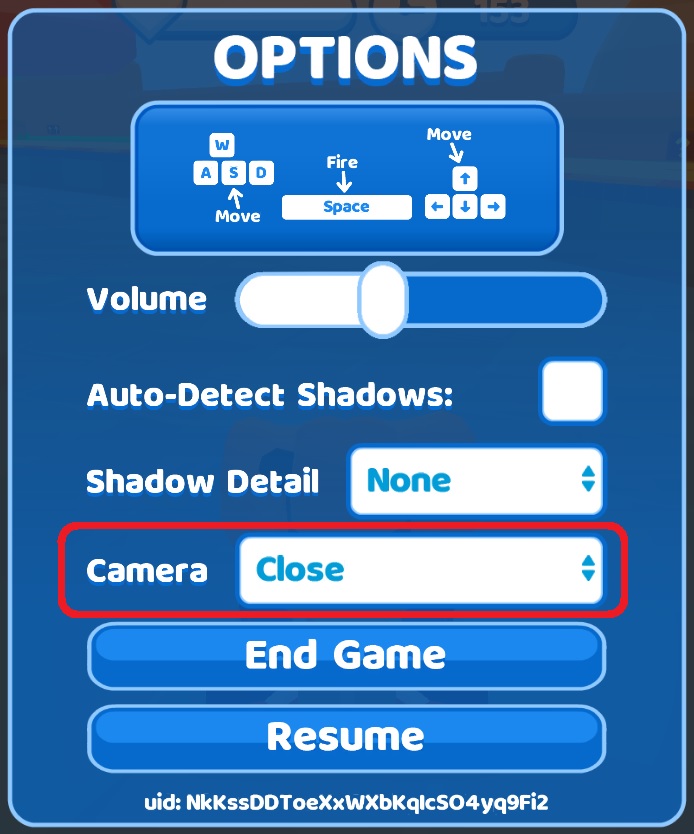 OPTIONS
W
A S D
Move
Fire
Space
Move
↑
← ↓ →
Volume
Auto-Detect Shadows:
Shadow Detail None
Camera Close
End Game
Resume
uid: NkKssDDToeXxWXbKqIcSO4yq9Fi2